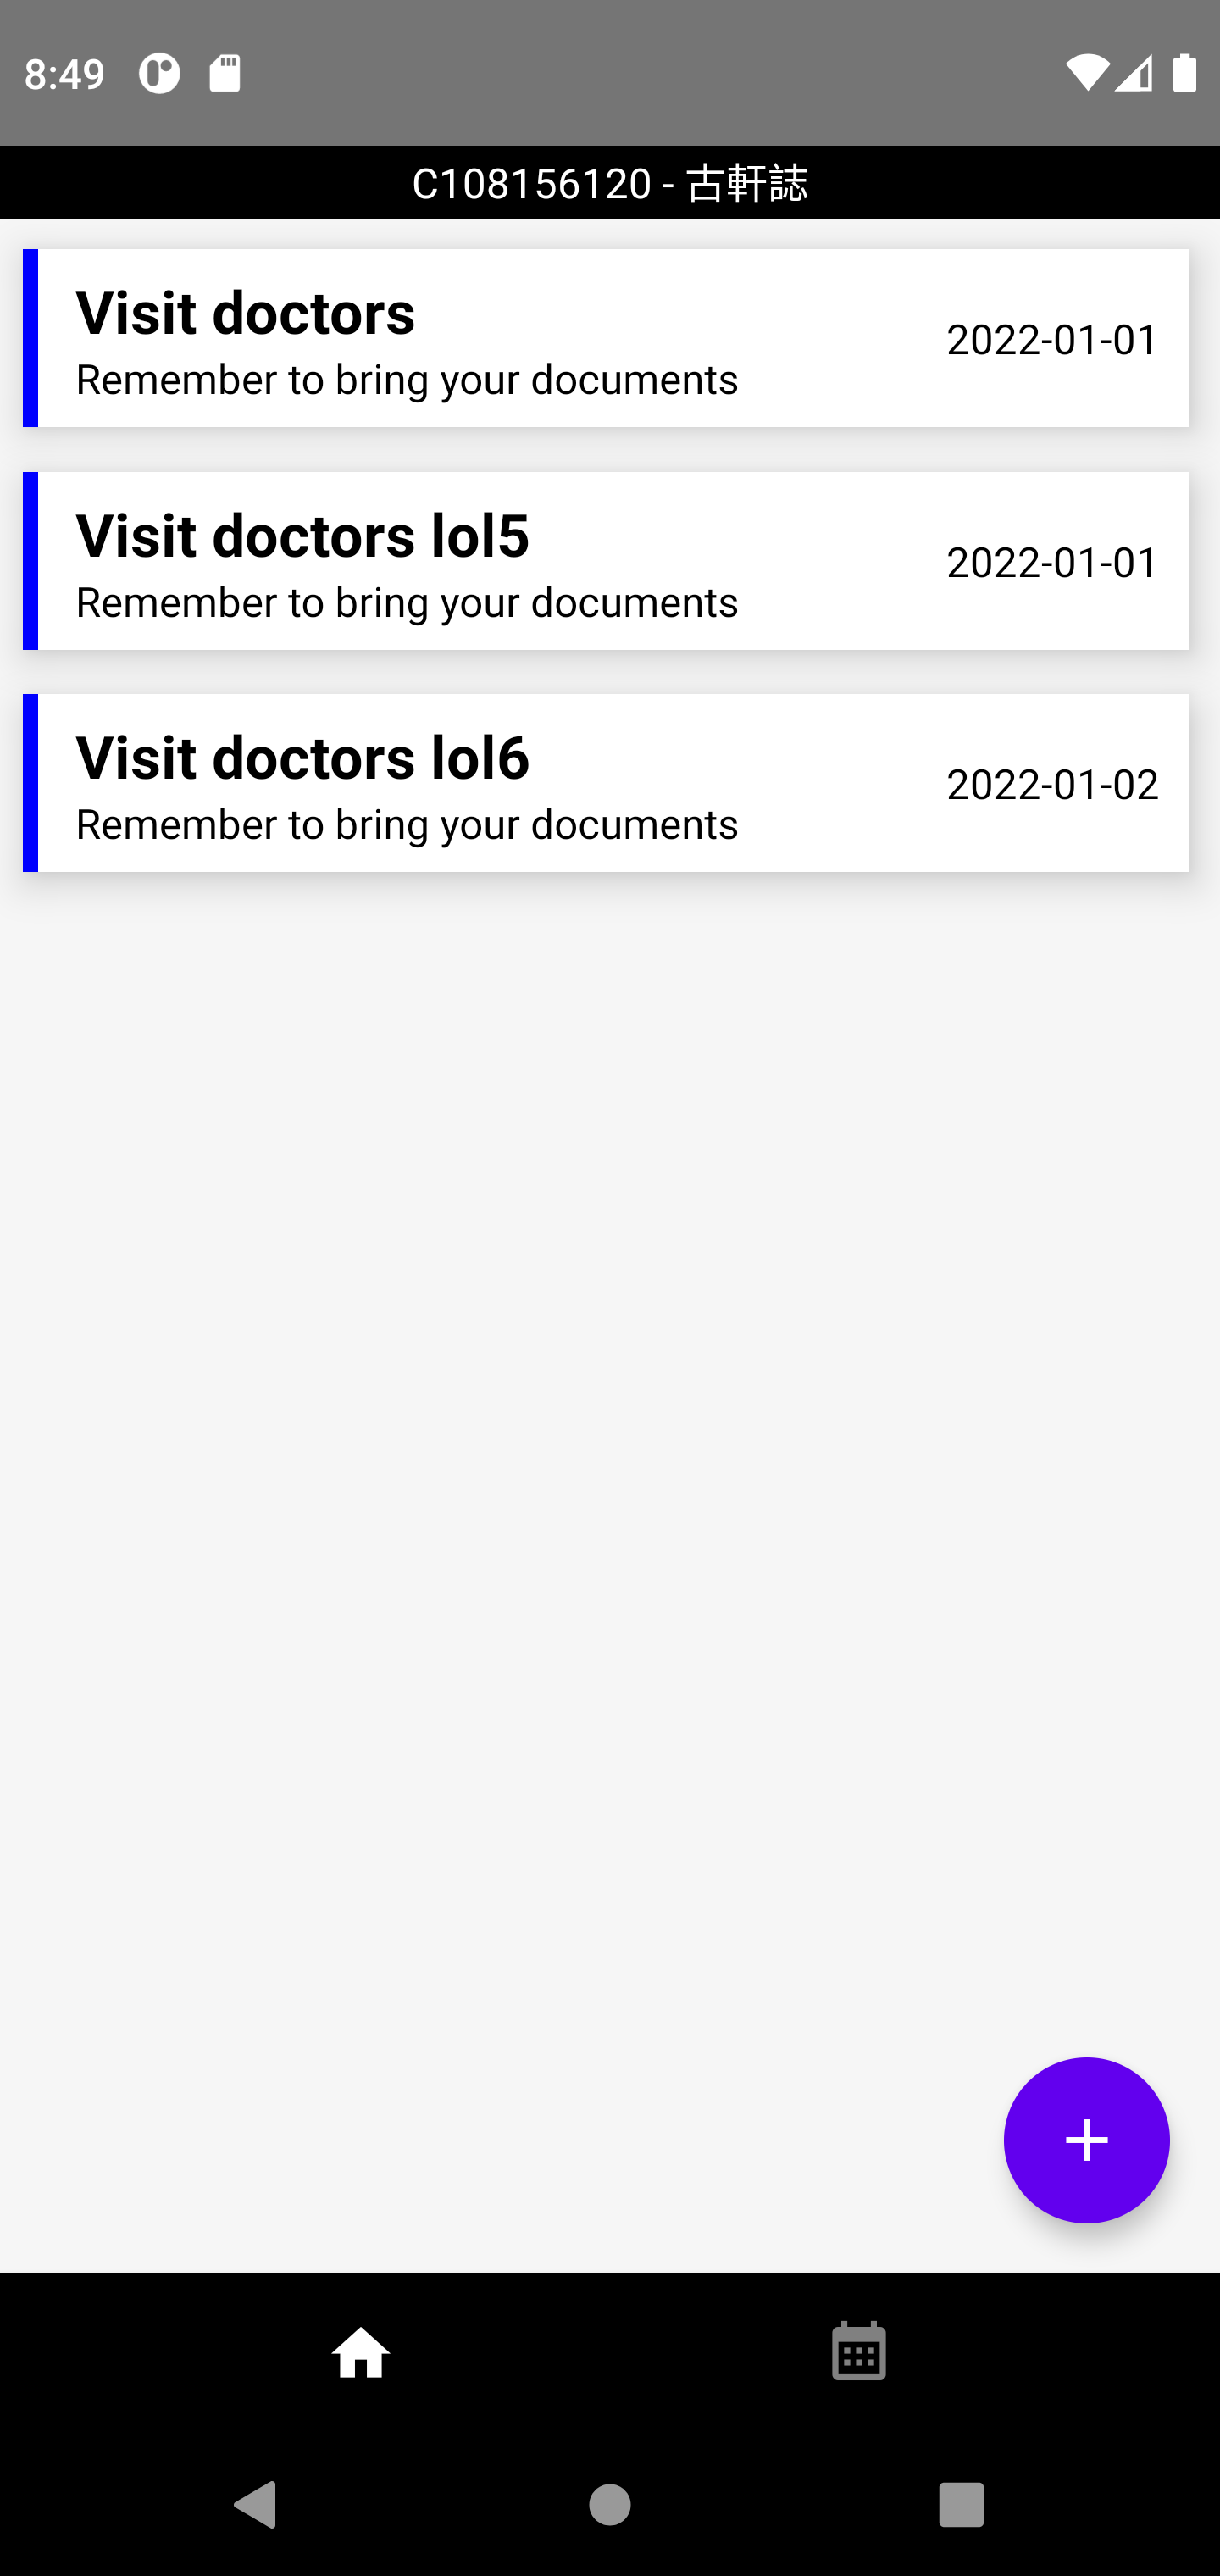 8:49
C108156120 - 古軒誌
Visit doctors
Remember to bring your documents
2022-01-01
Visit doctors lol5
Remember to bring your documents
2022-01-01
Visit doctors lol6
Remember to bring your documents
2022-01-02